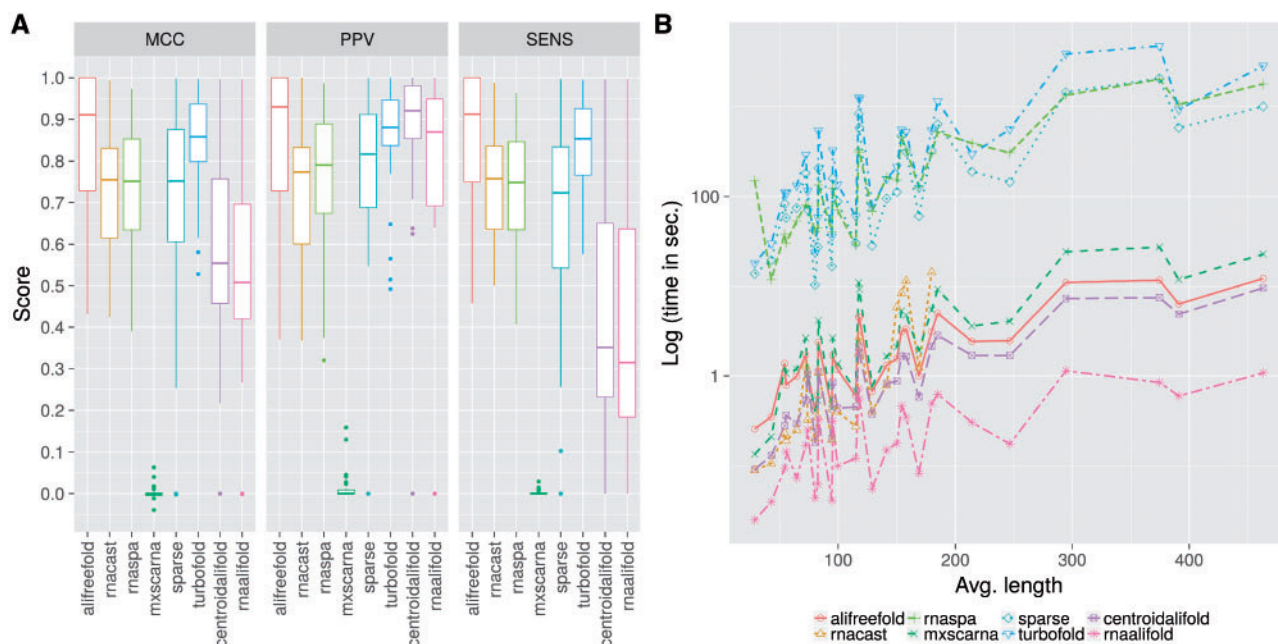 A
MCC
PPV
SENS
Score
1.0
0.9
0.8
0.7
0.6
0.5
0.4
0.3
0.2
0.1
0.0
alifreefold
rnacast
rnaspa
mxscarna
sparse
turbofold
centroidalifold
rnaalifold
alifreefold
rnacast
rnaspa
mxscarna
sparse
turbofold
centroidalifold
rnaalifold
alifreefold
rnacast
rnaspa
mxscarna
sparse
turbofold
centroidalifold
rnaalifold
B
Log (time in sec.)
100
1
100
200
300
400
Avg. length
alifreefold rnaspa sparse centroidalifold
rnacast mxscarna turbofold rnaalifold